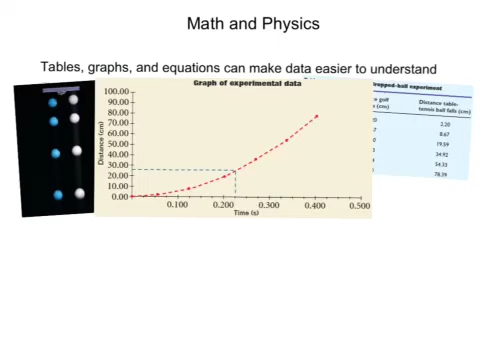 Math and Physics
Tables, graphs, and equations can make data easier to understand
Graph of experimental data
Distance (cm)
100.00
90.00
80.00
70.00
60.00
50.00
40.00
30.00
20.00
10.00
0.00
0.100
0.200
0.300
0.400
0.500
Time (s)
ropped-ball experiment
golf
(cm)
Distance table-
tennis ball falls (cm)
2.20
8.67
19.59
34.92
54.33
78.39